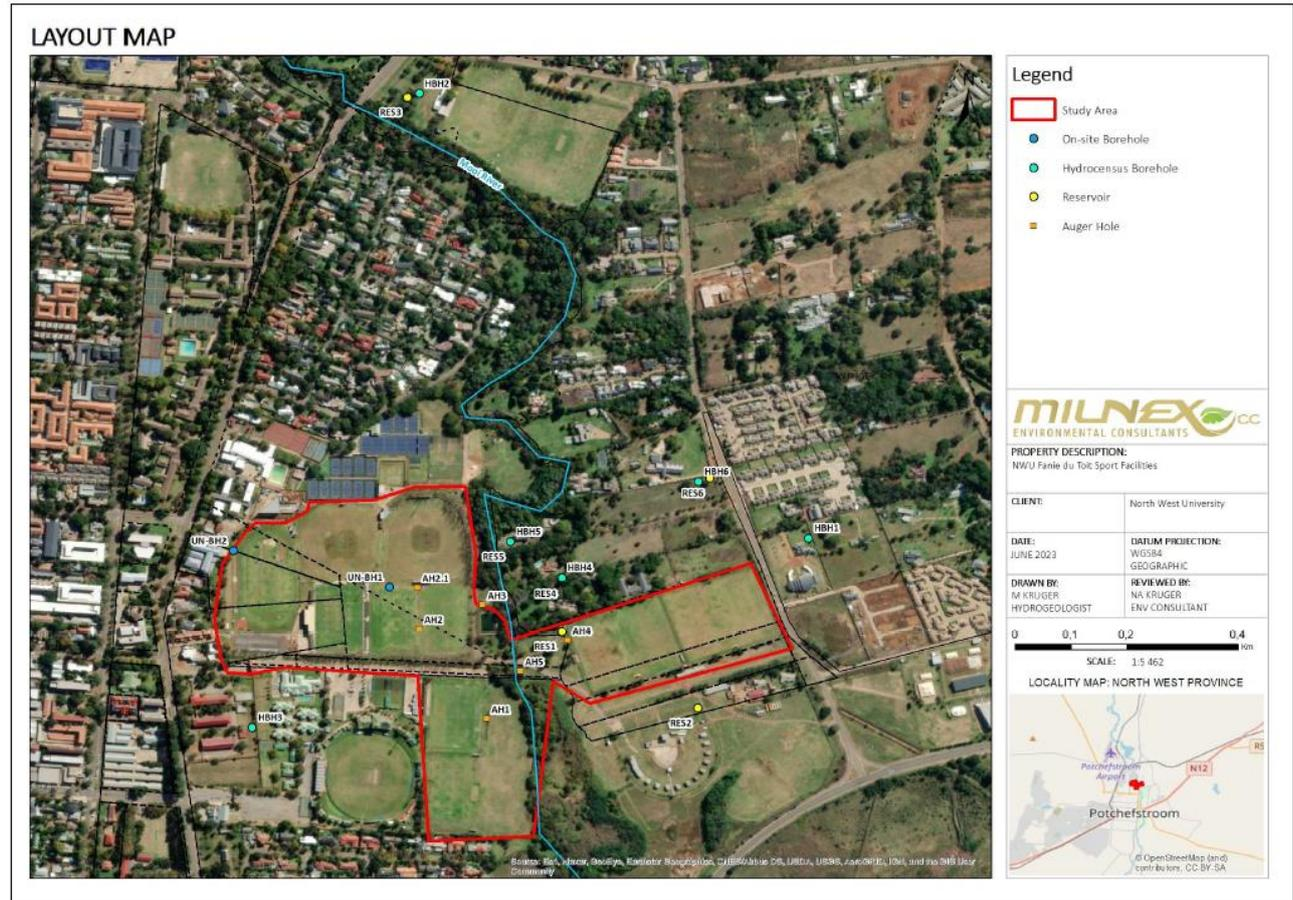 LAYOUT MAP
HBH2
RES3
Mooi River
HBH6
RES6
HBH1
HBH5
UN-BH2
RES5
HBH4
UN-BH1
AH2.1
RES4
AH3
AH2
AH4
RES1
AH5
AH1
RES2
HBH3
Community
Legend
Study Area
On-site Borehole
Hydrocensus Borehole
Reservoir
Auger Hole
MILNEX CC
ENVIRONMENTAL CONSULTANTS
PROPERTY DESCRIPTION:
NWU Fanie du Toit Sport Facilities
CLIENT:
North West University
DATE:
JUNE 2023
DATUM PROJECTION:
WGS84
GEOGRAPHIC
DRAWN BY:
M KRUGER
HYDROGEOLOGIST
REVIEWED BY:
NA KRUGER
ENV CONSULTANT
0 0,1 0,2 0,4
Km
SCALE: 1:5 462
LOCALITY MAP: NORTH WEST PROVINCE
Potchefstroom
Airport
N12
Potchefstroom
© OpenStreetMap (and)
contributors, CC-BY-SA